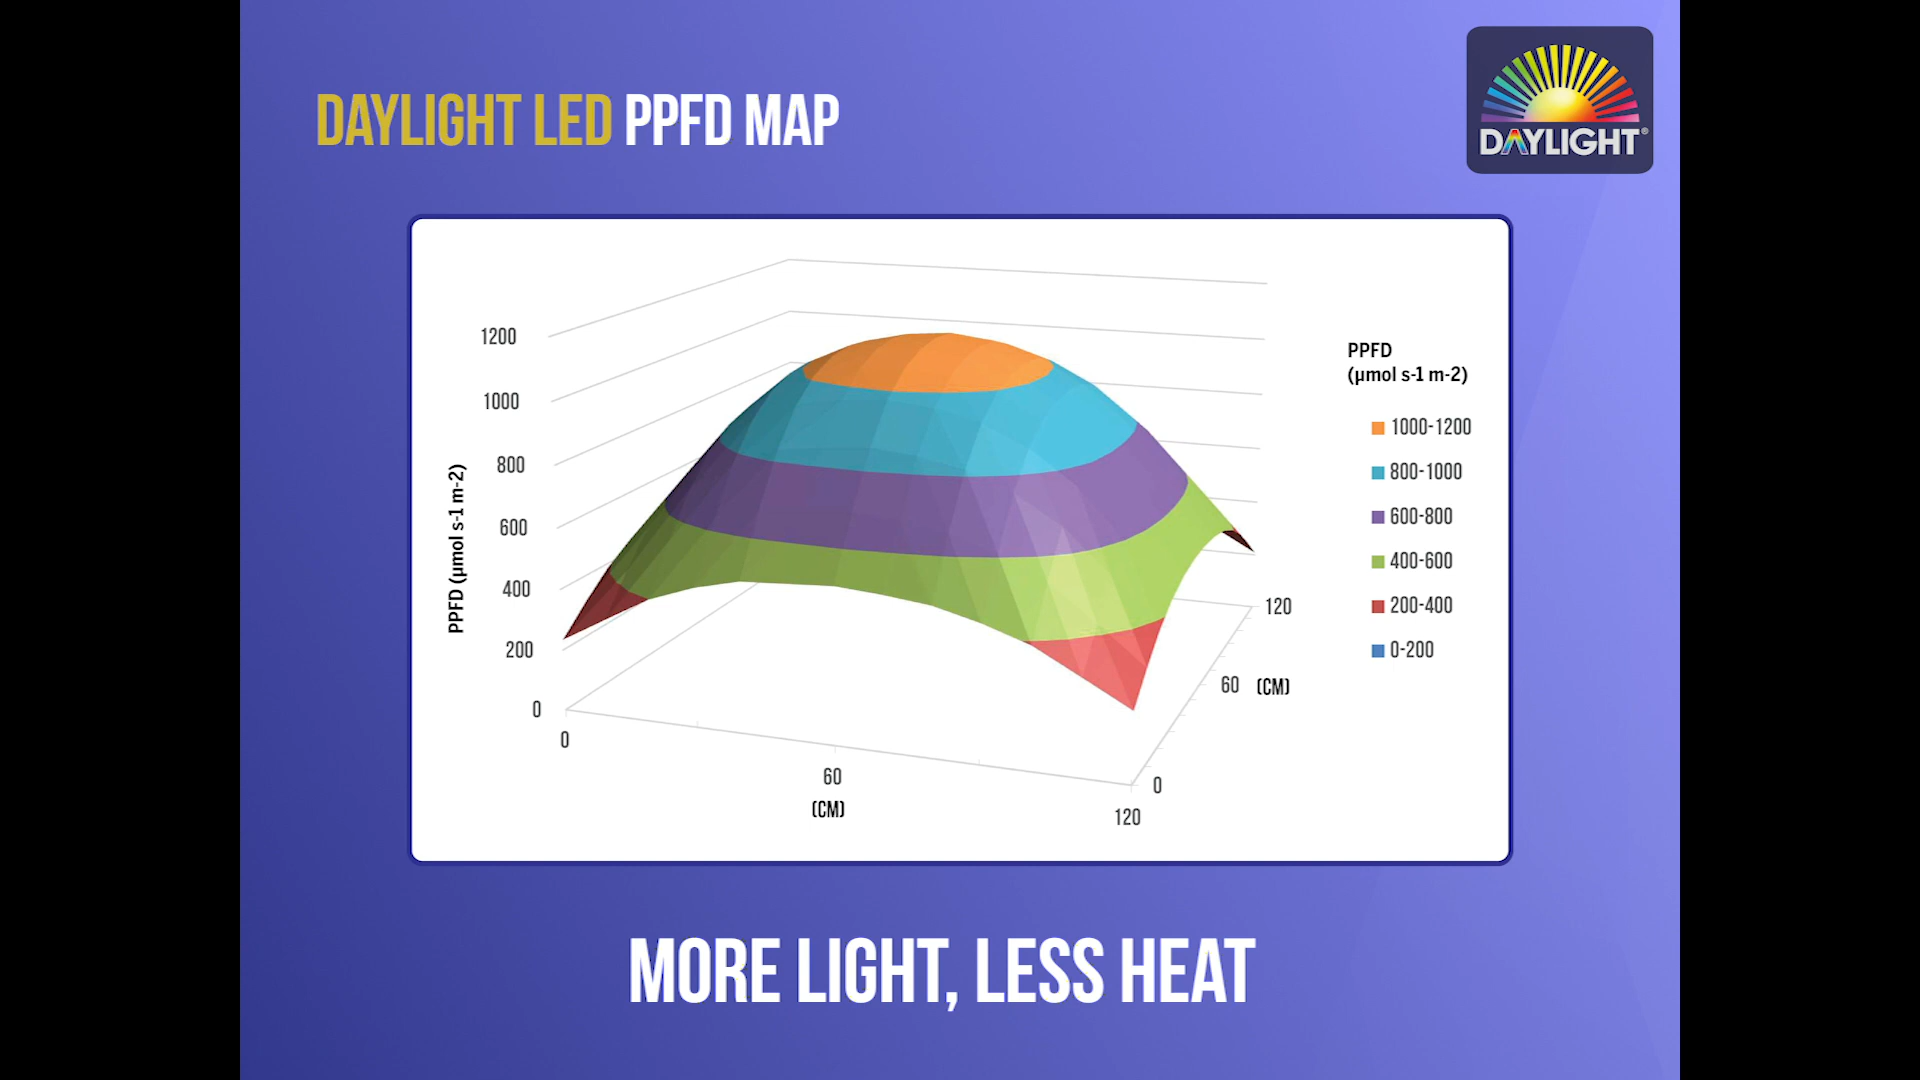 DAYLIGHT LED PPFD MAP
DAYLIGHT®
1200
1000
800
600
400
200
0
PPFD (µmol s-1 m-2)
0
60
120
(CM)
0
60
120
(CM)
PPFD
(µmol s-1 m-2)
1000-1200
800-1000
600-800
400-600
200-400
0-200
MORE LIGHT, LESS HEAT